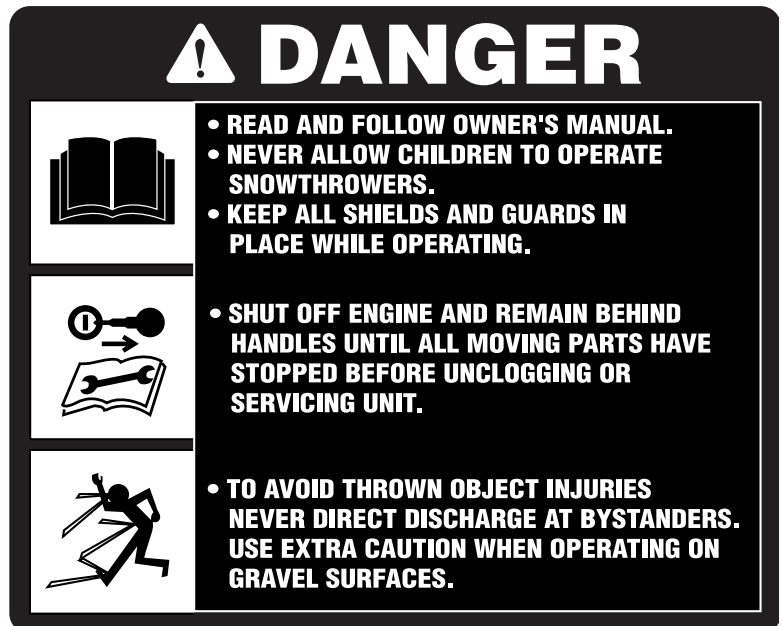 DANGER
• READ AND FOLLOW OWNER'S MANUAL.
• NEVER ALLOW CHILDREN TO OPERATE
SNOWTHROWERS.
• KEEP ALL SHIELDS AND GUARDS IN
PLACE WHILE OPERATING.
• SHUT OFF ENGINE AND REMAIN BEHIND
HANDLES UNTIL ALL MOVING PARTS HAVE
STOPPED BEFORE UNCLOGGING OR
SERVICING UNIT.
• TO AVOID THROWN OBJECT INJURIES
NEVER DIRECT DISCHARGE AT BYSTANDERS.
USE EXTRA CAUTION WHEN OPERATING ON
GRAVEL SURFACES.